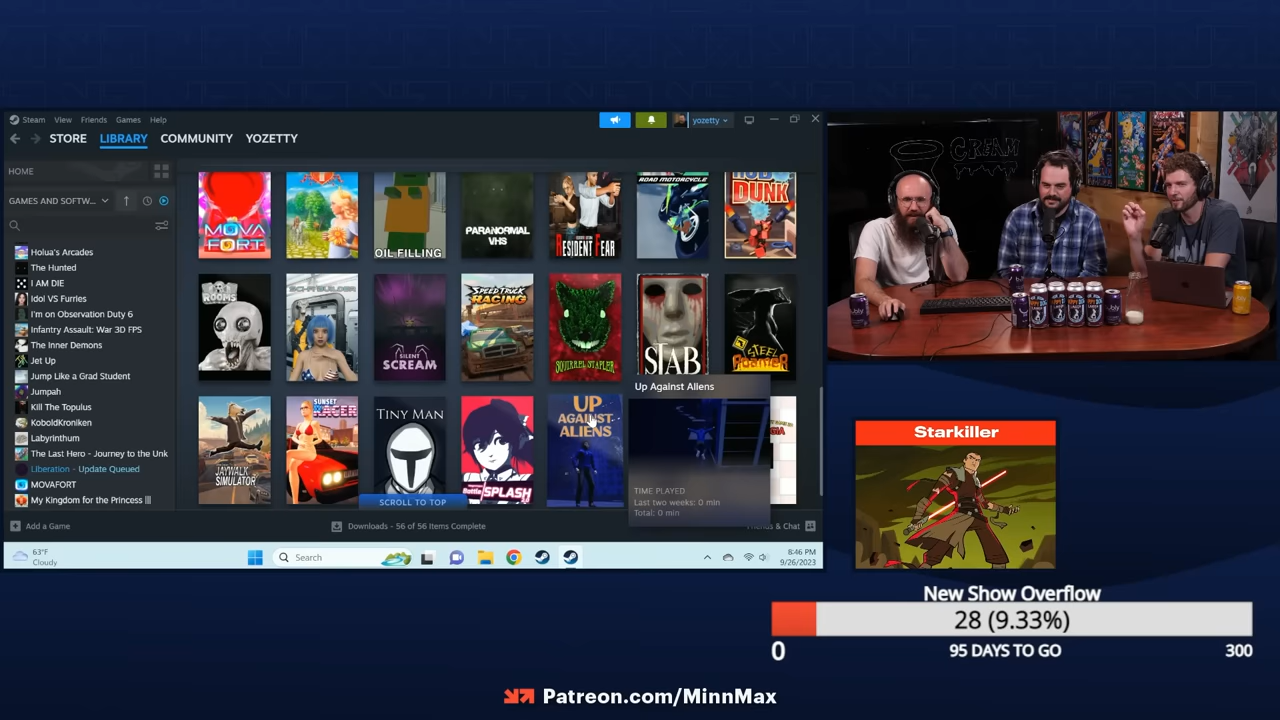 Steam View Friends Games Help
yozetty
STORE LIBRARY COMMUNITY YOZETTY
HOME
GAMES AND SOFTW...
Holua's Arcades
The Hunted
I AM DIE
Idol VS Furries
I'm on Observation Duty 6
Infantry Assault: War 3D FPS
The Inner Demons
Jet Up
Jump Like a Grad Student
Jumpah
Kill The Topulus
KoboldKroniken
Labyrinthum
The Last Hero - Journey to the Unk
Liberation - Update Queued
MOVAFORT
My Kingdom for the Princess |||
MOVA
FORT
OIL FILLING
PARANORMAL
VHS
RESIDENT FEAR
ROAD MOTORCYCLE
DUNK
ROOMS
SILENT
SCREAM
SPEED TRUCK
RACING
SQUIRREL STAPLER
STAB
STEEL
ROAMER
JAYWALK
SIMULATOR
SUNSET
RACER
TINY MAN
SPLASH
UP
AGAINST
ALIENS
Up Against Aliens
TIME PLAYED
Last two weeks: 0 min
Total: 0 min
SCROLL TO TOP
Add a Game
Downloads - 56 of 56 Items Complete
Friends & Chat
63°F
Cloudy
Search
8:46 PM
9/26/2023
CREAM
Starkiller
New Show Overflow
28 (9.33%)
0
95 DAYS TO GO
300
Patreon.com/MinnMax